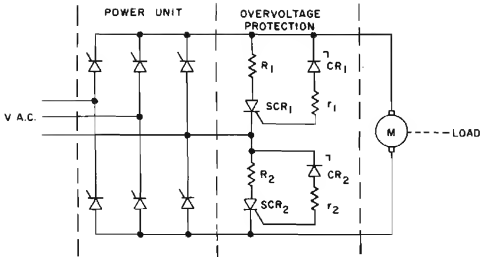 POWER UNIT
OVERVOLTAGE
PROTECTION
R1
CR1
SCR1
r1
V A.C.
M
LOAD
R2
CR2
SCR2
r2